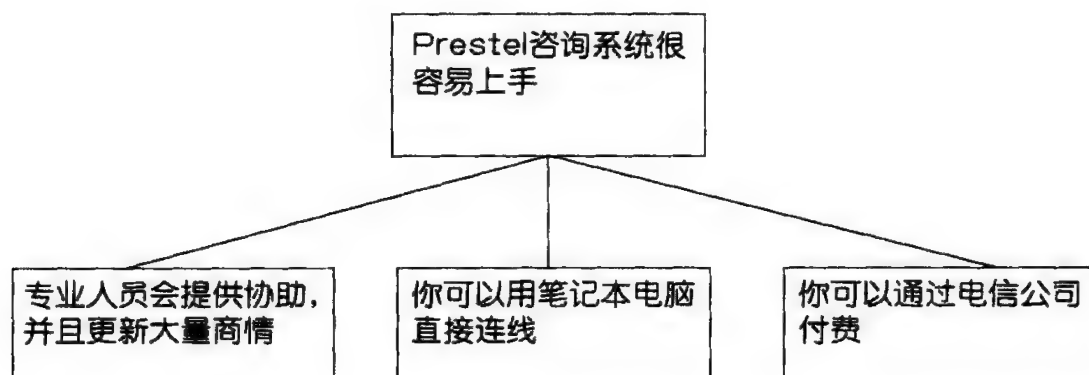 Prestel咨询系统很
容易上手
专业人员会提供协助,
并且更新大量商情
你可以用笔记本电脑
直接连线
你可以通过电信公司
付费